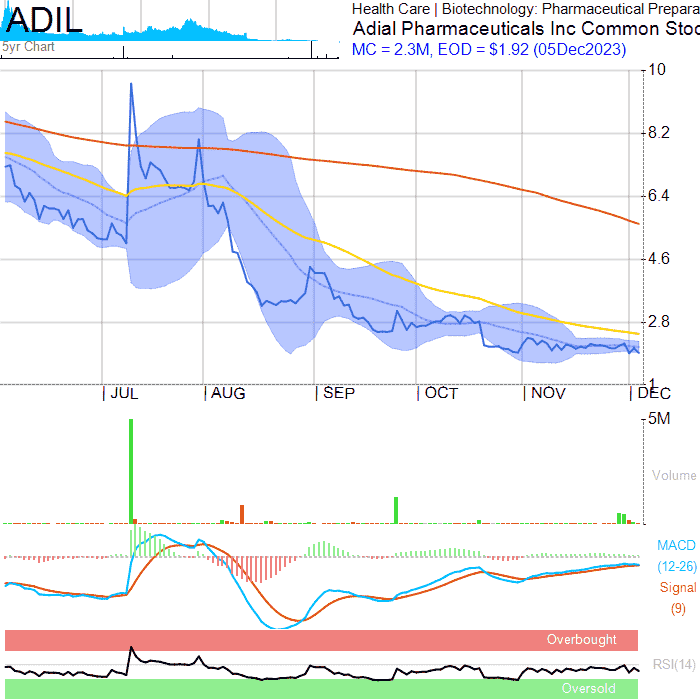 ADIL
5yr Chart
Health Care | Biotechnology: Pharmaceutical Prepara
Adial Pharmaceuticals Inc Common Stoc
MC = 2.3M, EOD = $1.92 (05Dec2023)
10
8.2
6.4
4.6
2.8
1
JUL
AUG
SEP
OCT
NOV
DEC
5M
Volume
MACD
(12-26)
Signal
(9)
Overbought
RSI(14)
Oversold